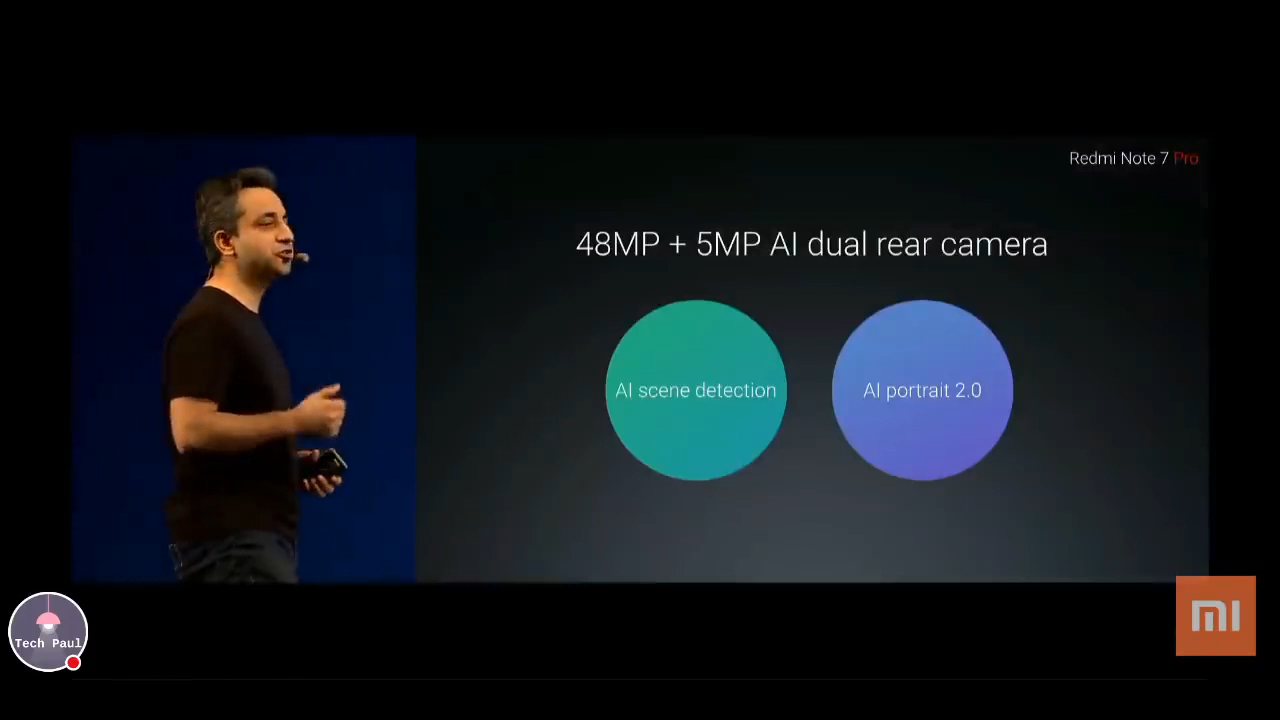 Redmi Note 7 Pro
48MP + 5MP AI dual rear camera
AI scene detection
AI portrait 2.0
Tech Paul
MI